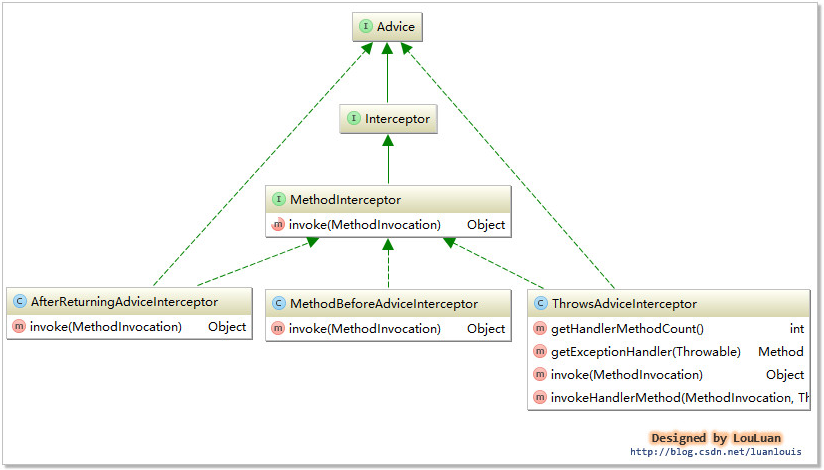 I Advice
I Interceptor
I MethodInterceptor
m invoke(MethodInvocation) Object
C AfterReturningAdviceInterceptor
m invoke(MethodInvocation) Object
C MethodBeforeAdviceInterceptor
m invoke(MethodInvocation) Object
C ThrowsAdviceInterceptor
m getHandlerMethodCount() int
m getExceptionHandler(Throwable) Method
m invoke(MethodInvocation) Object
m invokeHandlerMethod(MethodInvocation, Th
Designed by LouLuan
http://blog.csdn.net/luanlouis